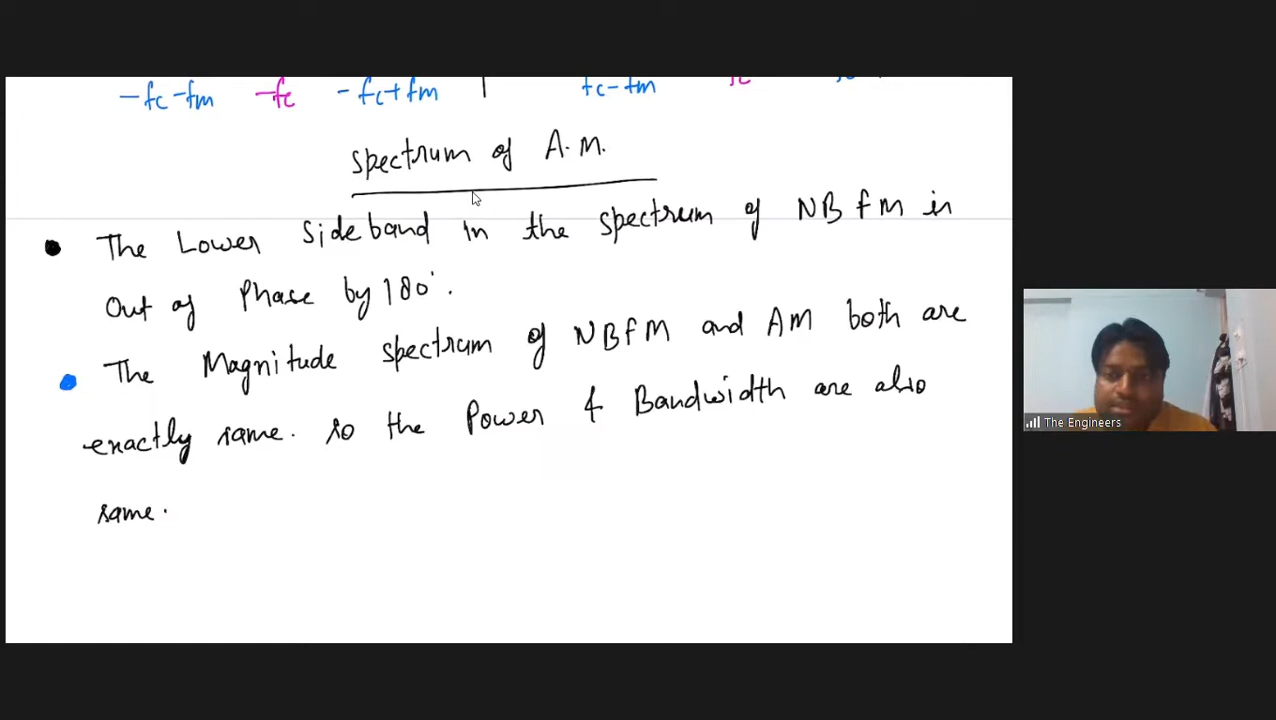 -fc-fm -fc -fc+fm fc-fm
Spectrum of A.M.
The Lower Sideband in the spectrum of NBFM in
Out of Phase by 180°.
The Magnitude spectrum of NBFM and AM both are
exactly same. so the Power & Bandwidth are also
same.
The Engineers